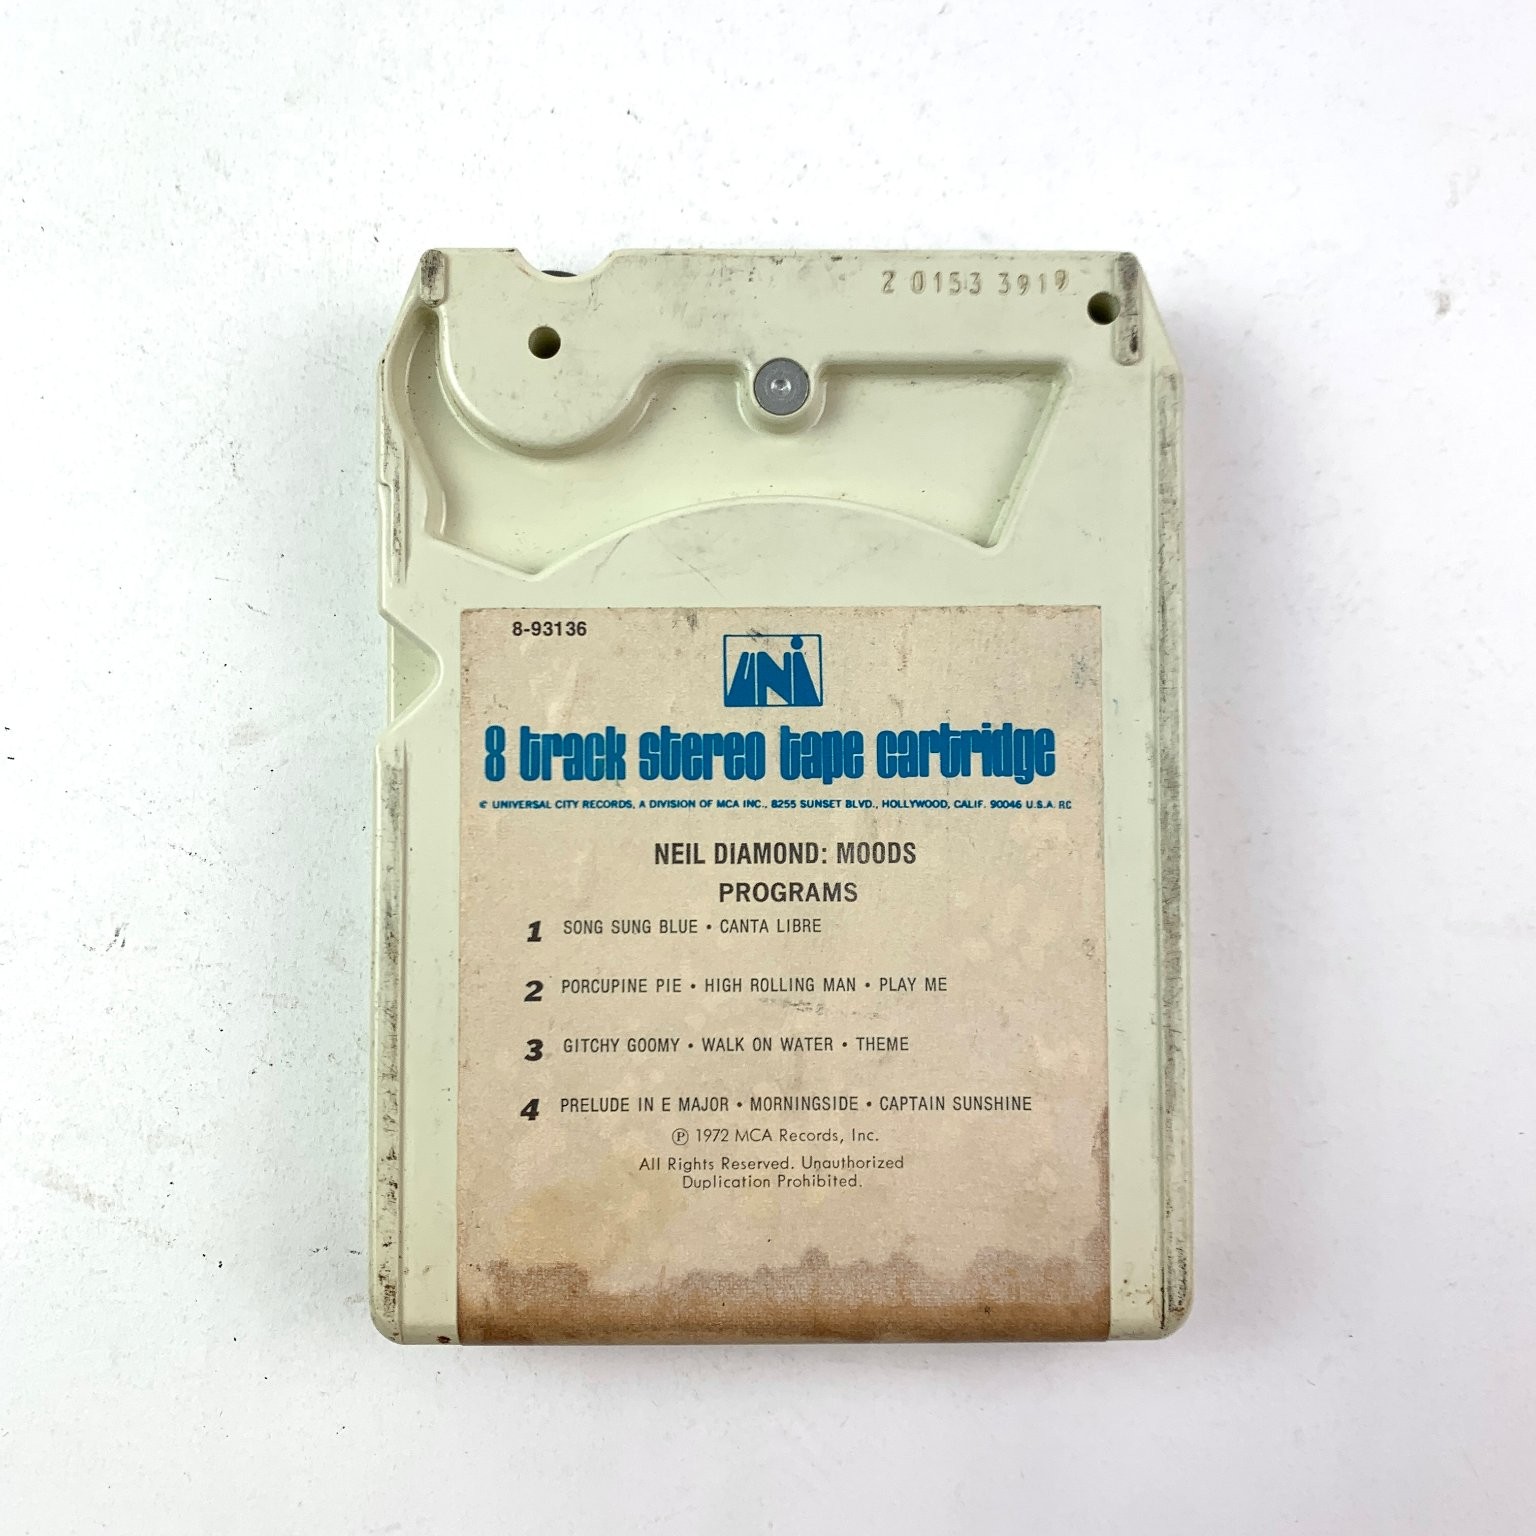 2 0153 3919
8-93136
UNI
8 track stereo tape cartridge
© UNIVERSAL CITY RECORDS, A DIVISION OF MCA INC., 8255 SUNSET BLVD., HOLLYWOOD, CALIF. 90046 U.S.A. RC
NEIL DIAMOND: MOODS
PROGRAMS
1 SONG SUNG BLUE • CANTA LIBRE
2 PORCUPINE PIE • HIGH ROLLING MAN • PLAY ME
3 GITCHY GOOMY • WALK ON WATER • THEME
4 PRELUDE IN E MAJOR • MORNINGSIDE • CAPTAIN SUNSHINE
℗ 1972 MCA Records, Inc.
All Rights Reserved. Unauthorized
Duplication Prohibited.